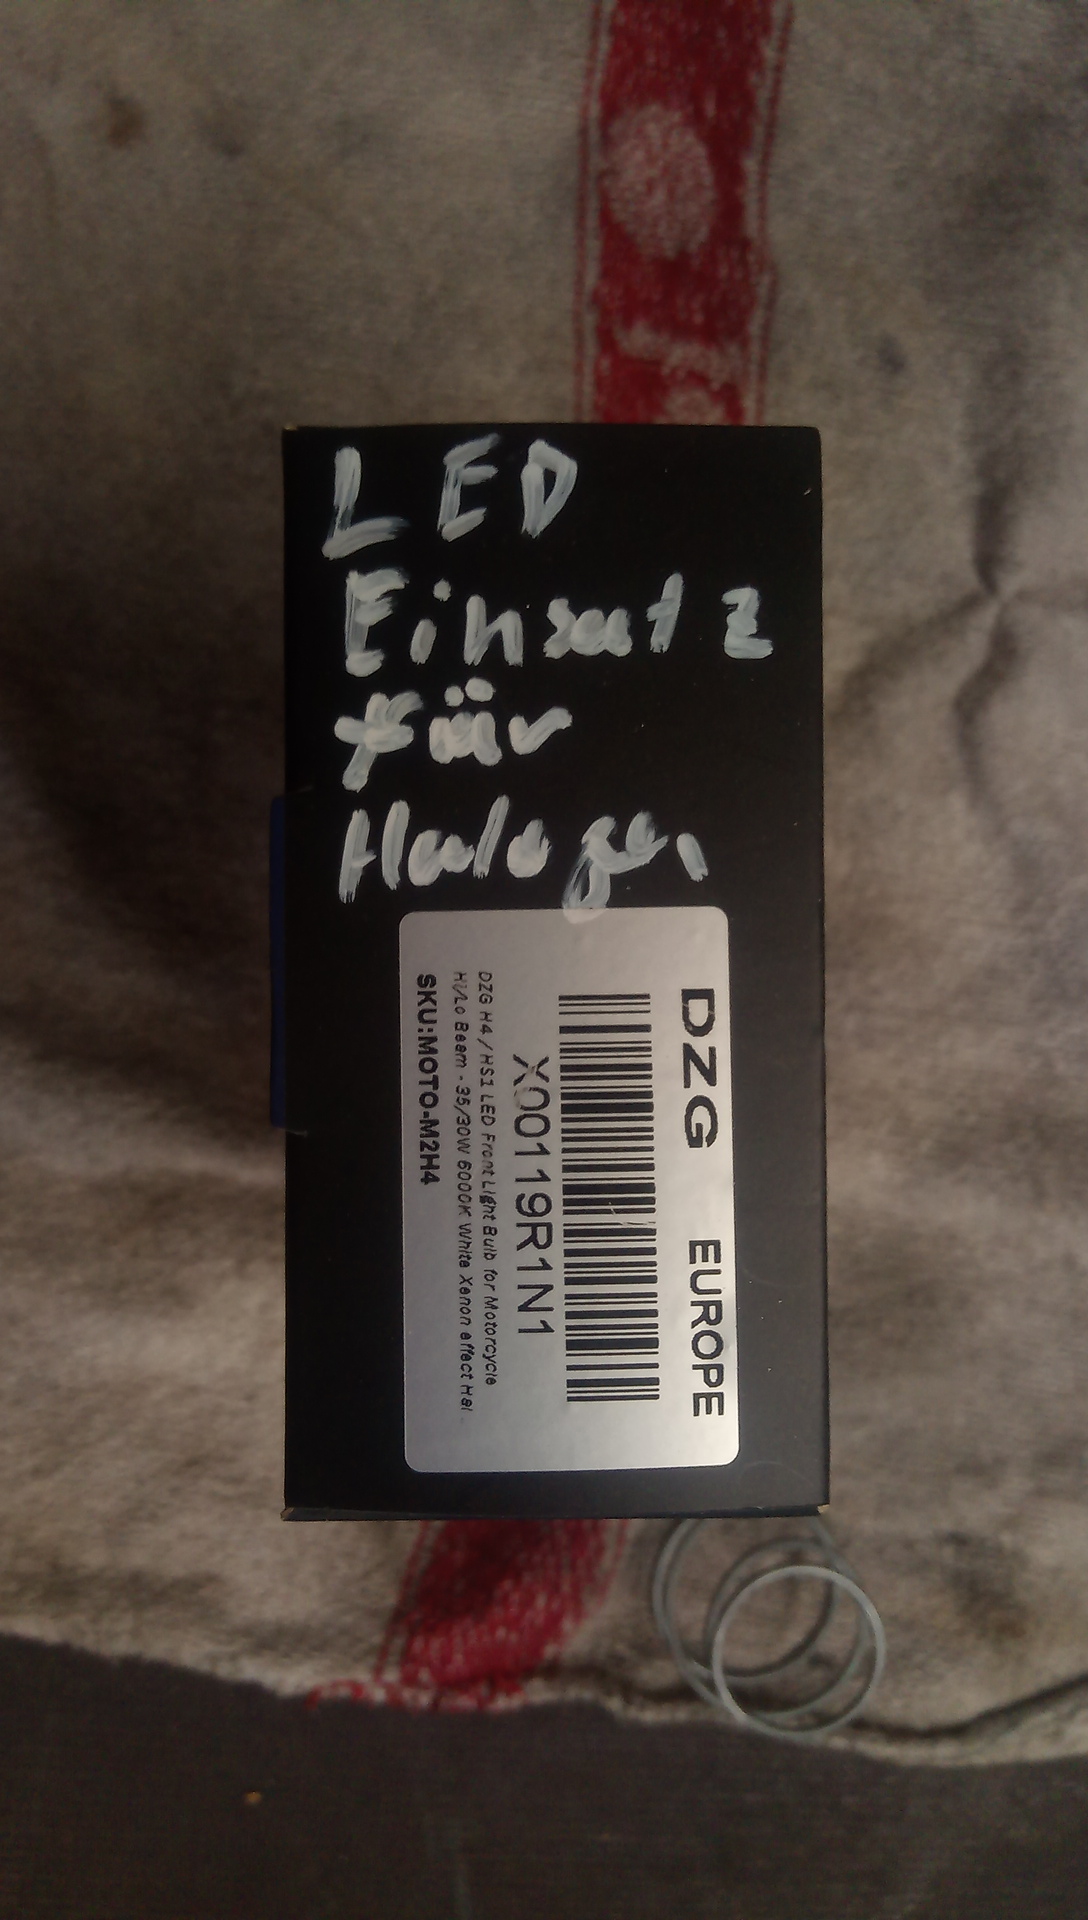 LED
Einsatz
für
Halogen
DZG EUROPE
X00119R1N1
DZG H4 / HS1 LED Front Light Bulb for Motorcycle
Hi/Lo Beam - 35/30W 6000K White Xenon effect Hal
SKU:MOTO-M2H4